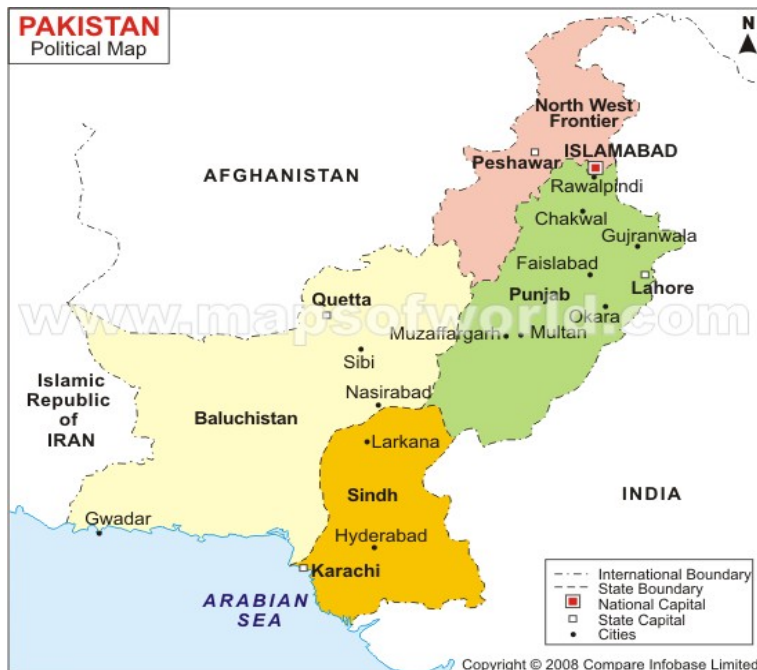 PAKISTAN
Political Map
N
North West
Frontier
ISLAMABAD
Peshawar
Rawalpindi
AFGHANISTAN
Chakwal
Gujranwala
Faislabad
Lahore
Punjab
Quetta
Okara
www.mapsofworld.com
Muzaffargarh
Multan
Sibi
Islamic
Republic
of
IRAN
Nasirabad
Baluchistan
Larkana
Sindh
INDIA
Gwadar
Hyderabad
Karachi
ARABIAN
SEA
International Boundary
State Boundary
National Capital
State Capital
Cities
Copyright © 2008 Compare Infobase Limited